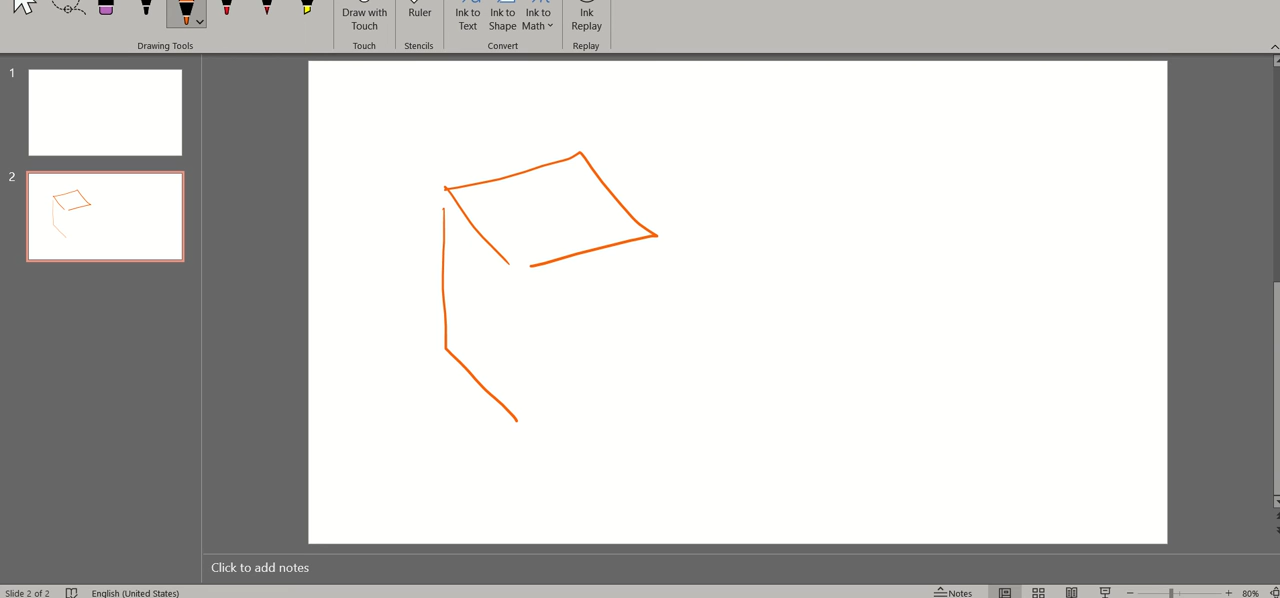 Draw with Touch
Ruler
Ink to Text
Ink to Shape
Ink to Math
Ink Replay
Drawing Tools
Touch
Stencils
Convert
Replay
1
2
Click to add notes
Slide 2 of 2
English (United States)
Notes
80%